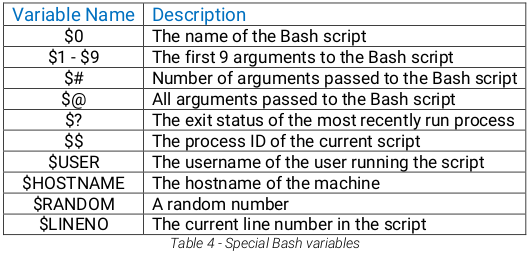 Variable Name Description
$0 The name of the Bash script
$1 - $9 The first 9 arguments to the Bash script
$# Number of arguments passed to the Bash script
$@ All arguments passed to the Bash script
$? The exit status of the most recently run process
$$ The process ID of the current script
$USER The username of the user running the script
$HOSTNAME The hostname of the machine
$RANDOM A random number
$LINENO The current line number in the script
Table 4 - Special Bash variables